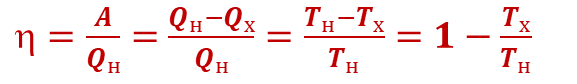 η = A/Qн = (Qн−Qх)/Qн = (Tн−Tх)/Tн = 1 − Tх/Tн